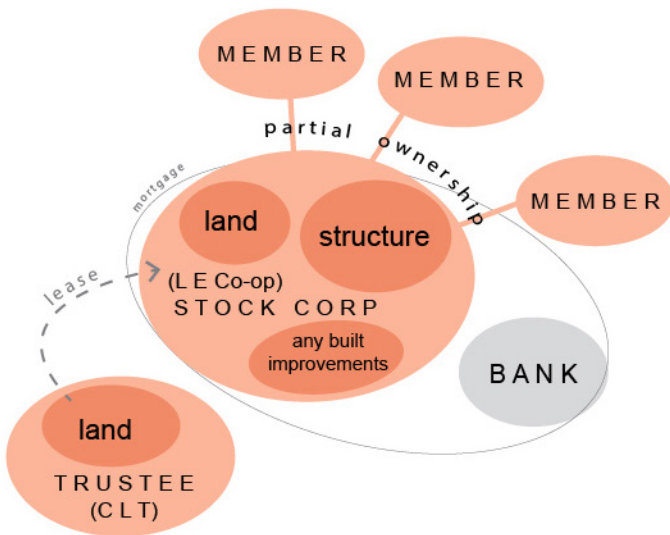 MEMBER
MEMBER
partial ownership
mortgage
MEMBER
land
structure
lease
(LE Co-op)
STOCK CORP
any built
improvements
BANK
land
TRUSTEE
(CLT)